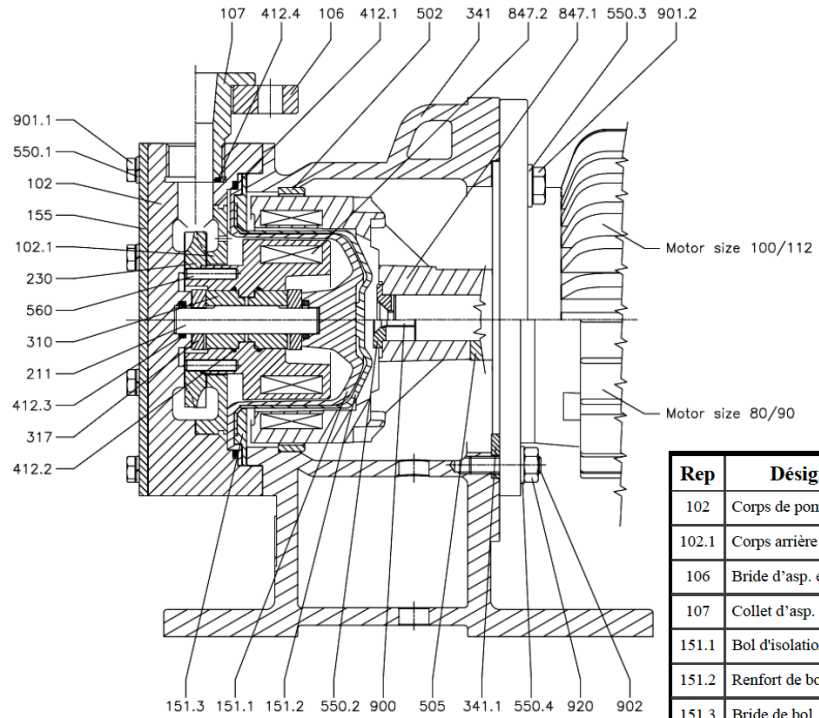 107 412.4 106 412.1 502 341 847.2 847.1 550.3 901.2
901.1
550.1
102
155
102.1
230
560
310
211
412.3
317
412.2
Motor size 100/112
Motor size 80/90
151.3 151.1 151.2 550.2 900 505 341.1 550.4 920 902
Rep Désig
102 Corps de pom
102.1 Corps arrière
106 Bride d’asp. e
107 Collet d’asp.
151.1 Bol d'isolation
151.2 Renfort de bo
151.3 Bride de bol